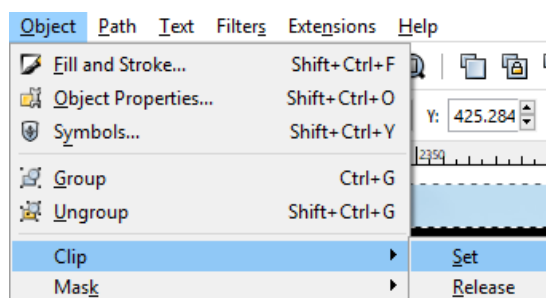 Object Path Text Filters Extensions Help
Fill and Stroke... Shift+Ctrl+F
Object Properties... Shift+Ctrl+O
Y: 425.284
Symbols... Shift+Ctrl+Y
2350
Group Ctrl+G
Ungroup Shift+Ctrl+G
Clip Set
Mask Release